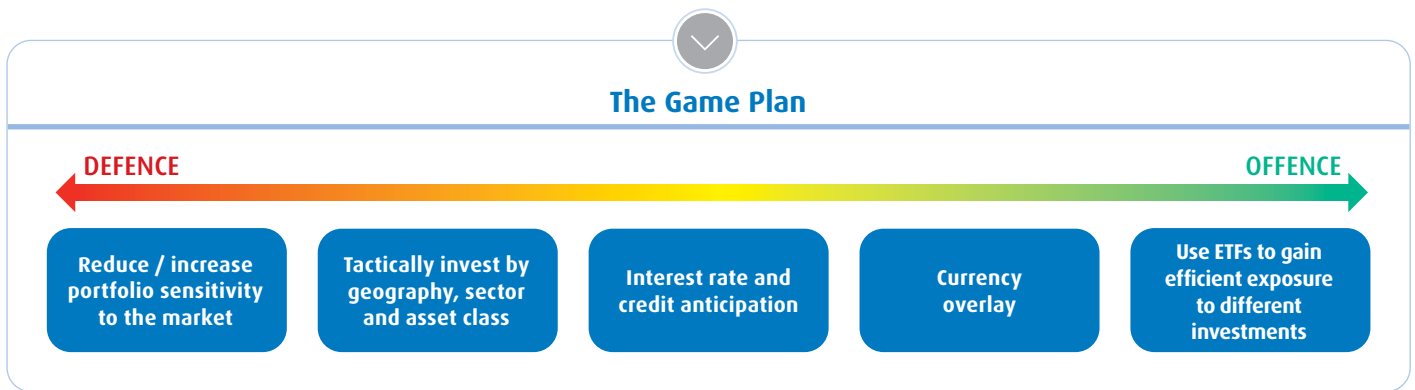 The Game Plan
DEFENCE
OFFENCE
Reduce / increase
portfolio sensitivity
to the market
Tactically invest by
geography, sector
and asset class
Interest rate and
credit anticipation
Currency
overlay
Use ETFs to gain
efficient exposure
to different
investments